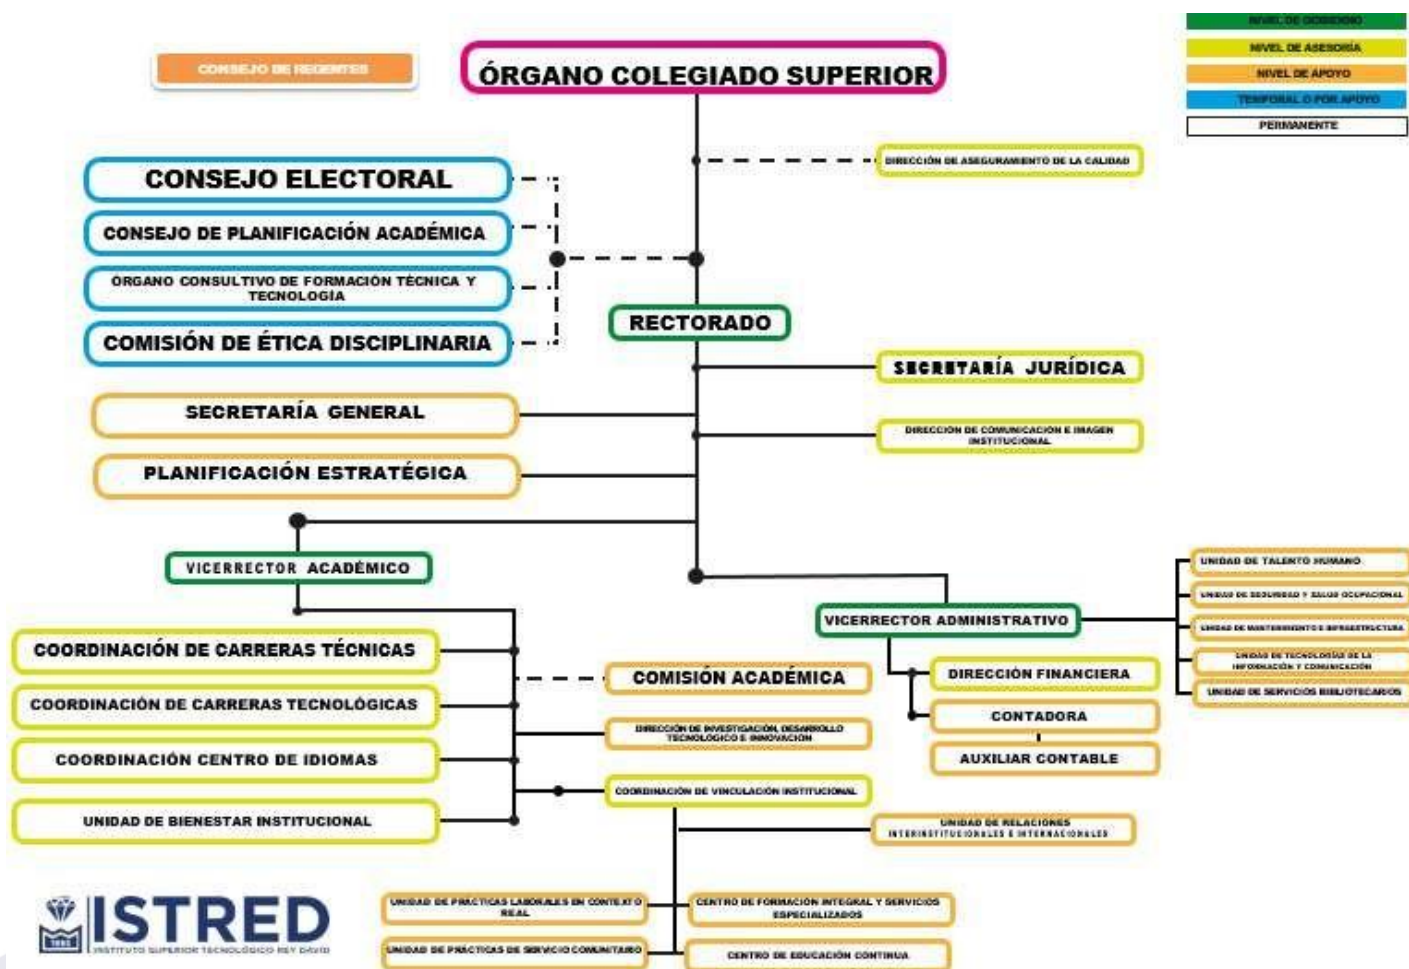 NIVEL DE
CONSEJO DE REGENTES
ÓRGANO COLEGIADO SUPERIOR
NIVEL DE ASESORÍA
NIVEL DE APOYO
TEMPORAL O POR APOYO
PERMANENTE
DIRECCIÓN DE ASEGURAMIENTO DE LA CALIDAD
CONSEJO ELECTORAL
CONSEJO DE PLANIFICACIÓN ACADÉMICA
ÓRGANO CONSULTIVO DE FORMACIÓN TÉCNICA Y
TECNOLOGÍA
COMISIÓN DE ÉTICA DISCIPLINARIA
RECTORADO
SECRETARÍA JURÍDICA
SECRETARÍA GENERAL
DIRECCIÓN DE COMUNICACIÓN E IMAGEN
INSTITUCIONAL
PLANIFICACIÓN ESTRATÉGICA
VICERRECTOR ACADÉMICO
VICERRECTOR ADMINISTRATIVO
UNIDAD DE TALENTO HUMANO
UNIDAD DE SEGURIDAD Y SALUD OCUPACIONAL
UNIDAD DE MANTENIMIENTO E INFRAESTRUCTURA
UNIDAD DE TECNOLOGÍAS DE LA
INFORMACIÓN Y COMUNICACIÓN
UNIDAD DE SERVICIOS BIBLIOTECARIOS
COORDINACIÓN DE CARRERAS TÉCNICAS
COORDINACIÓN DE CARRERAS TECNOLÓGICAS
COORDINACIÓN CENTRO DE IDIOMAS
UNIDAD DE BIENESTAR INSTITUCIONAL
COMISIÓN ACADÉMICA
DIRECCIÓN DE INVESTIGACIÓN, DESARROLLO
TECNOLÓGICO E INNOVACIÓN
COORDINACIÓN DE VINCULACIÓN INSTITUCIONAL
DIRECCIÓN FINANCIERA
CONTADORA
AUXILIAR CONTABLE
UNIDAD DE RELACIONES
INTERINSTITUCIONALES E INTERNACIONALES
UNIDAD DE PRÁCTICAS LABORALES EN CONTEXTO
REAL
CENTRO DE FORMACIÓN INTEGRAL Y SERVICIOS
ESPECIALIZADOS
UNIDAD DE PRÁCTICAS DE SERVICIO COMUNITARIO
CENTRO DE EDUCACIÓN CONTINUA
ISTRED
INSTITUTO SUPERIOR TECNOLÓGICO REY DAVID